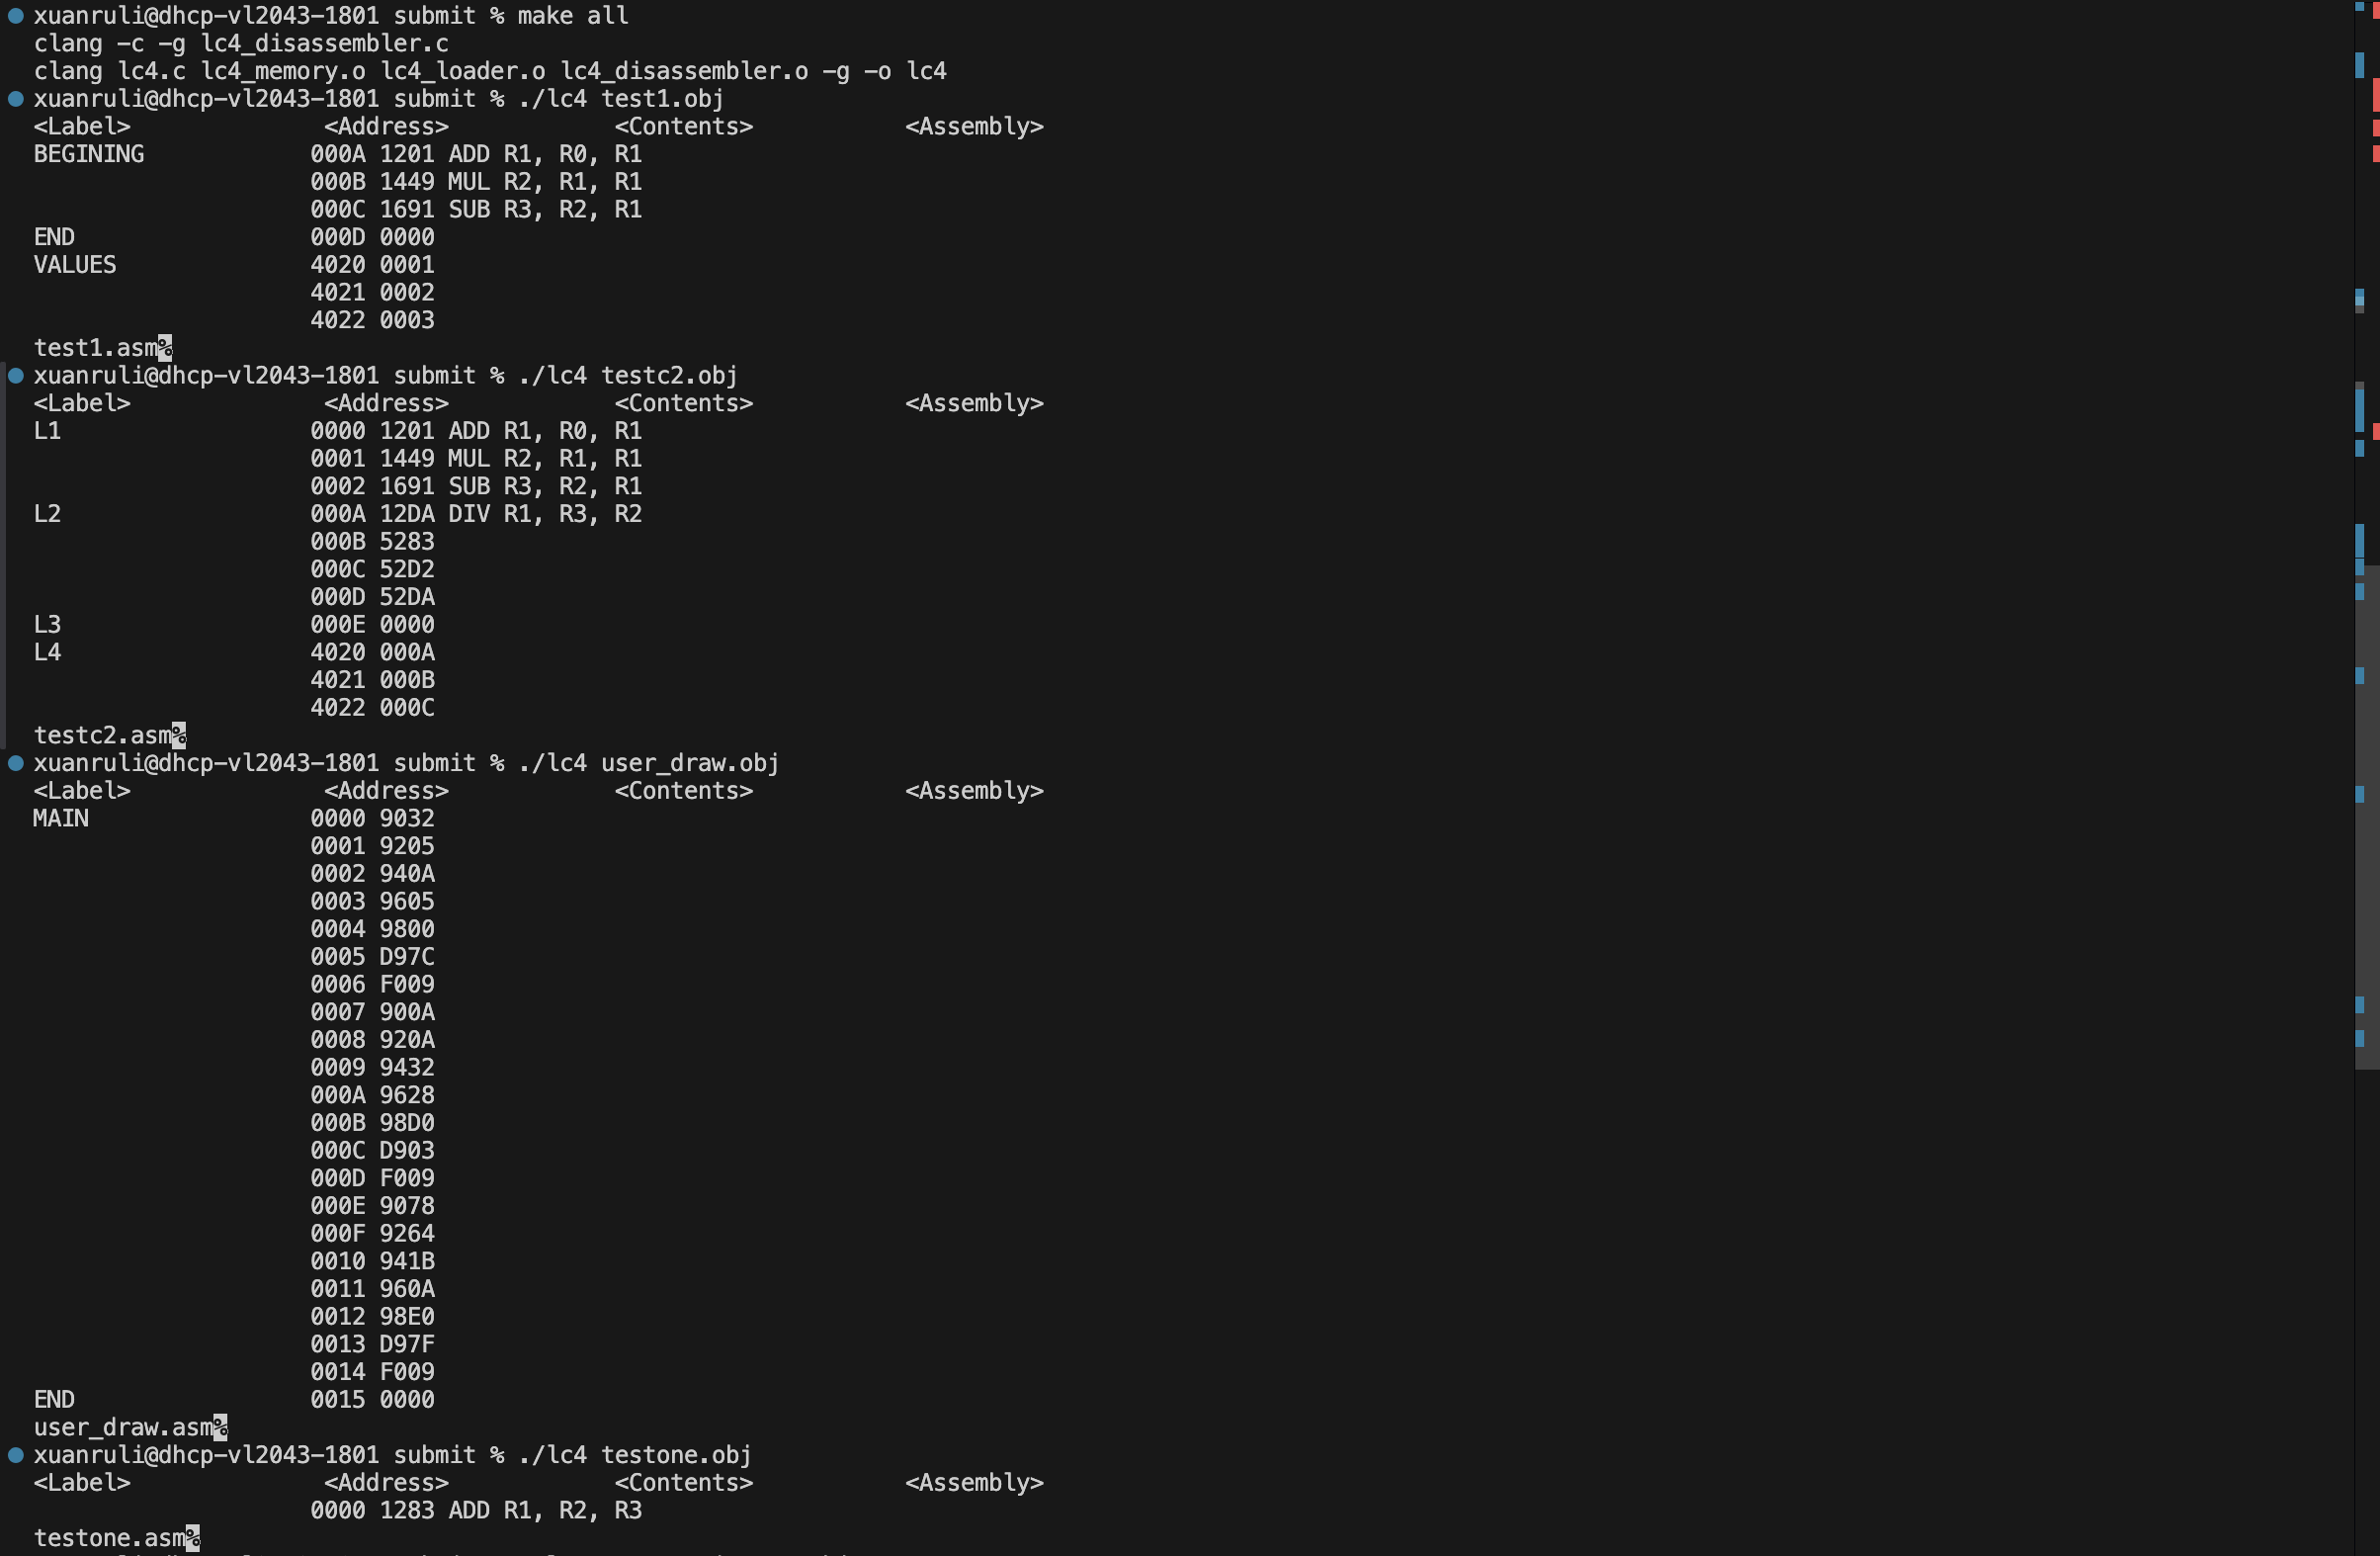 xuanruli@dhcp-vl2043-1801 submit % make all
clang -c -g lc4_disassembler.c
clang lc4.c lc4_memory.o lc4_loader.o lc4_disassembler.o -g -o lc4
xuanruli@dhcp-vl2043-1801 submit % ./lc4 test1.obj
<Label> <Address> <Contents> <Assembly>
BEGINING 000A 1201 ADD R1, R0, R1
000B 1449 MUL R2, R1, R1
000C 1691 SUB R3, R2, R1
END 000D 0000
VALUES 4020 0001
4021 0002
4022 0003
test1.asm%
xuanruli@dhcp-vl2043-1801 submit % ./lc4 testc2.obj
<Label> <Address> <Contents> <Assembly>
L1 0000 1201 ADD R1, R0, R1
0001 1449 MUL R2, R1, R1
0002 1691 SUB R3, R2, R1
L2 000A 12DA DIV R1, R3, R2
000B 5283
000C 52D2
000D 52DA
L3 000E 0000
L4 4020 000A
4021 000B
4022 000C
testc2.asm%
xuanruli@dhcp-vl2043-1801 submit % ./lc4 user_draw.obj
<Label> <Address> <Contents> <Assembly>
MAIN 0000 9032
0001 9205
0002 940A
0003 9605
0004 9800
0005 D97C
0006 F009
0007 900A
0008 920A
0009 9432
000A 9628
000B 98D0
000C D903
000D F009
000E 9078
000F 9264
0010 941B
0011 960A
0012 98E0
0013 D97F
0014 F009
END 0015 0000
user_draw.asm%
xuanruli@dhcp-vl2043-1801 submit % ./lc4 testone.obj
<Label> <Address> <Contents> <Assembly>
0000 1283 ADD R1, R2, R3
testone.asm%